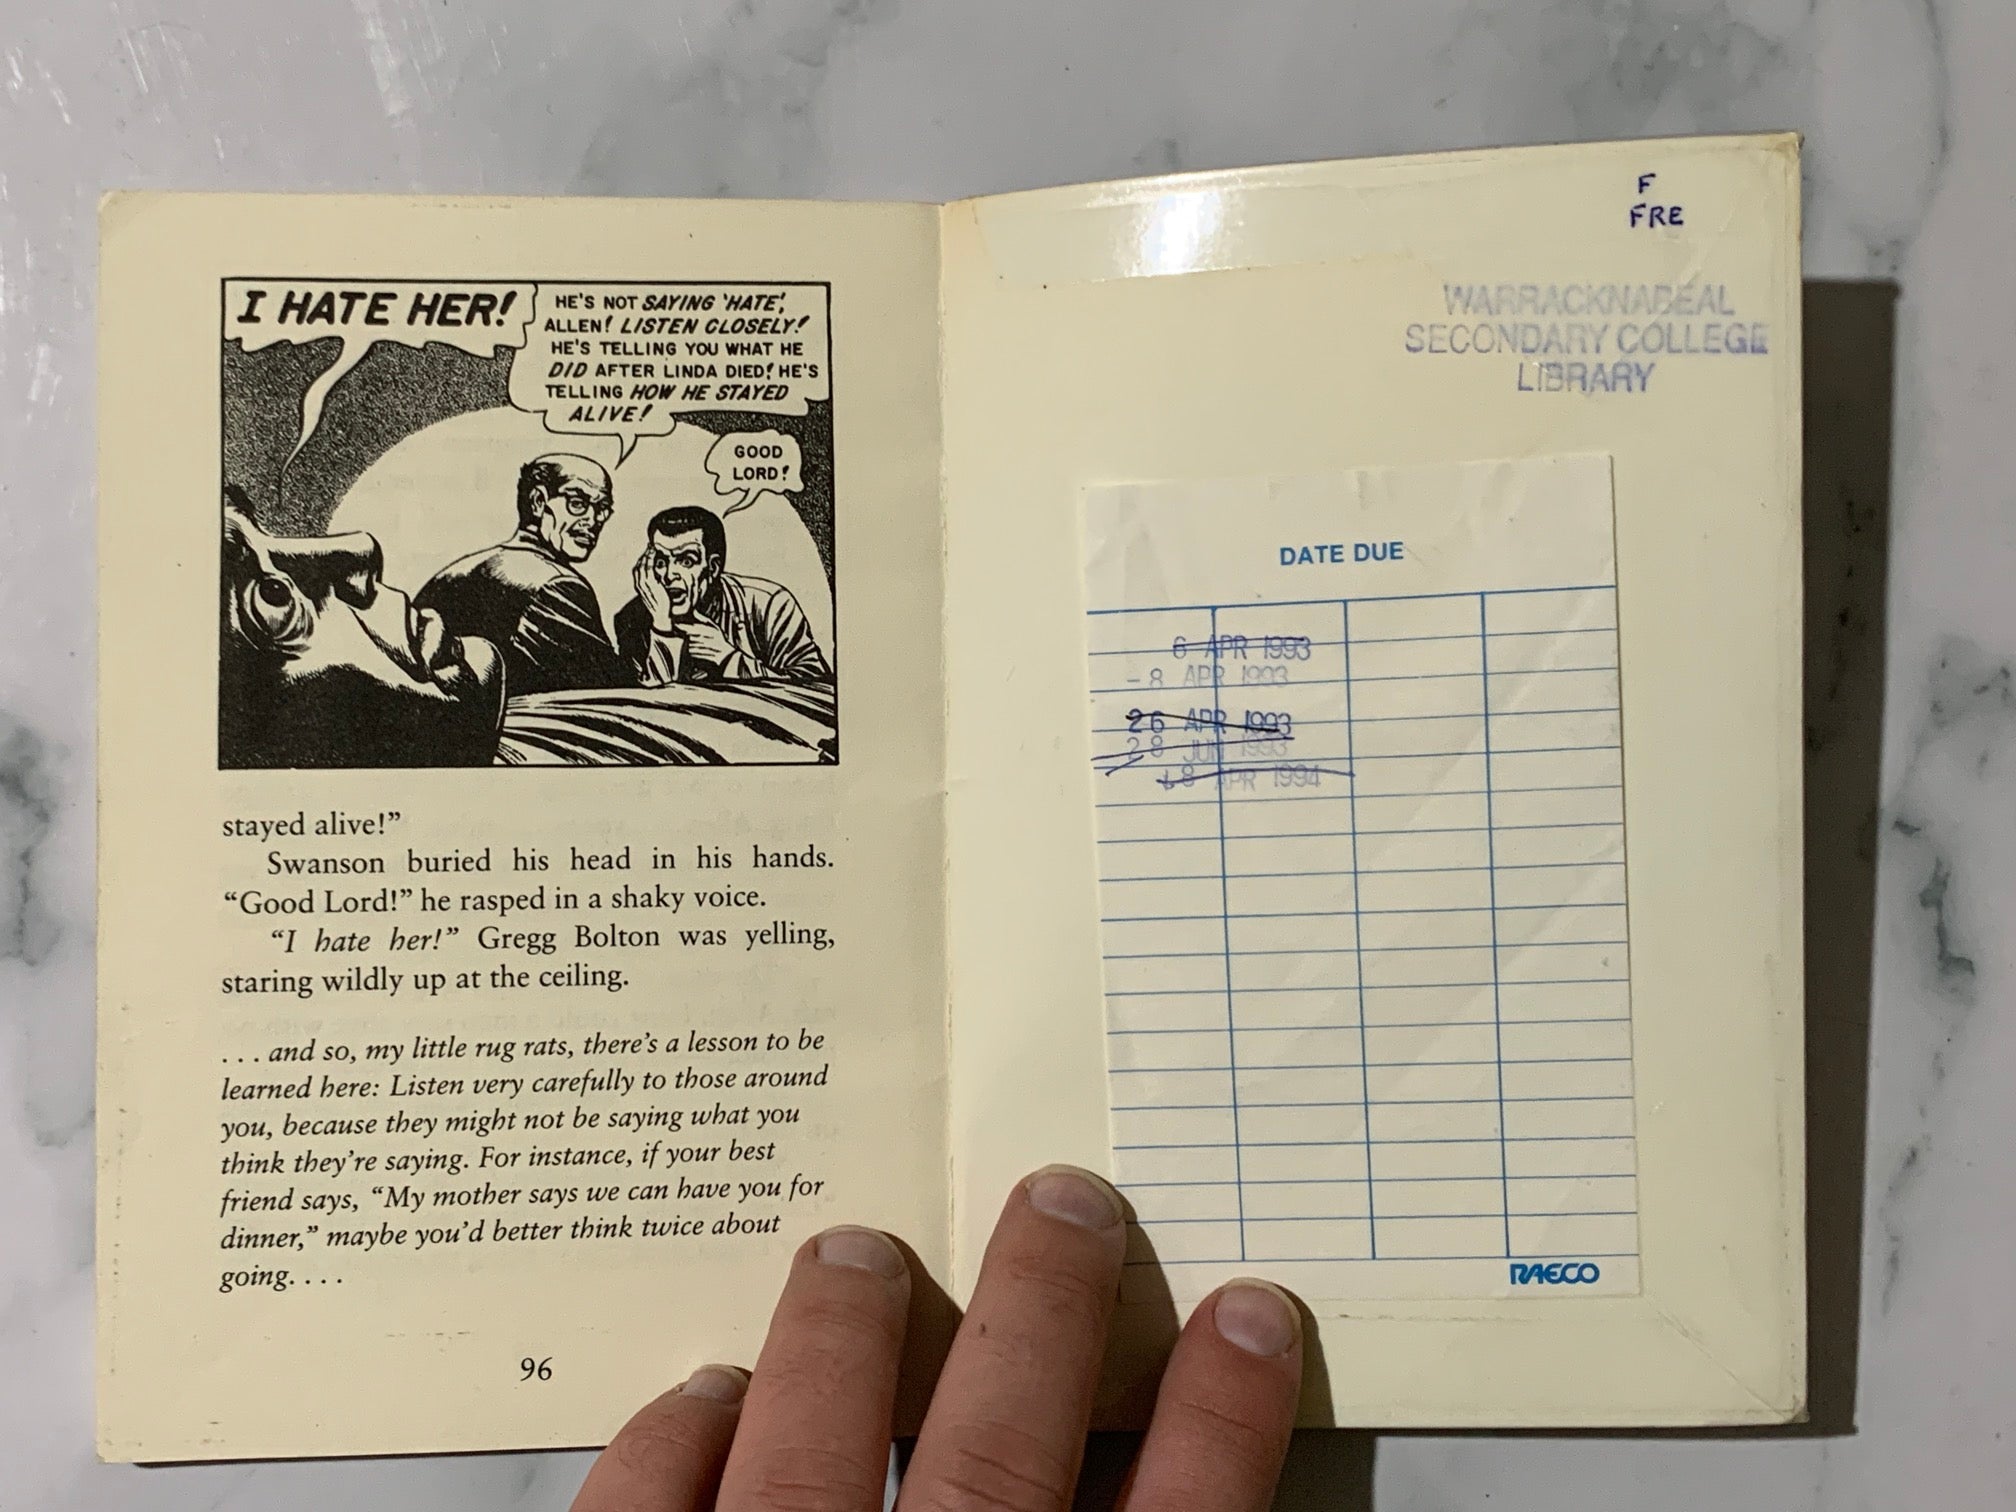 I HATE HER!
HE'S NOT SAYING 'HATE',
ALLEN! LISTEN CLOSELY!
HE'S TELLING YOU WHAT HE
DID AFTER LINDA DIED! HE'S
TELLING HOW HE STAYED
ALIVE!
GOOD
LORD!
stayed alive!”
Swanson buried his head in his hands.
“Good Lord!” he rasped in a shaky voice.
“I hate her!” Gregg Bolton was yelling,
staring wildly up at the ceiling.
. . . and so, my little rug rats, there’s a lesson to be
learned here: Listen very carefully to those around
you, because they might not be saying what you
think they’re saying. For instance, if your best
friend says, “My mother says we can have you for
dinner,” maybe you’d better think twice about
going. . . .
96
F
FRE
WARRACKNABEAL
SECONDARY COLLEGE
LIBRARY
DATE DUE
6 APR 1993
-8 APR 1993
26 APR 1993
28 JUN 1993
18 APR 1994
RAECO